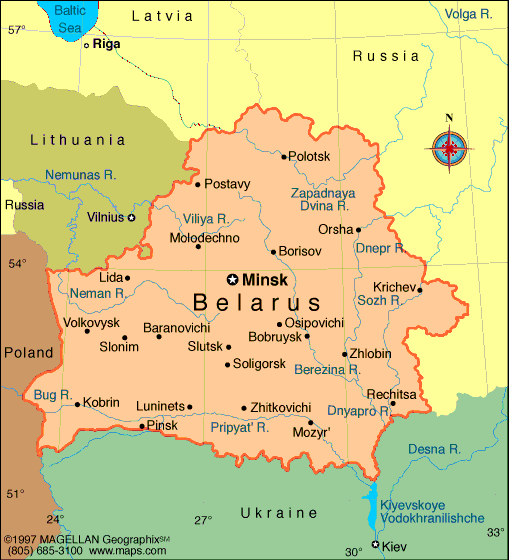 Baltic
Sea
Latvia
Volga R.
57°
Riga
Russia
N
Lithuania
Polotsk
Nemunas R.
Postavy
Zapadnaya
Dvina R.
Russia
Vilnius
Viliya R.
Orsha
Molodechno
Borisov
Dnepr R.
54°
Lida
Minsk
Krichev
Neman R.
Belarus
Sozh R.
Volkovysk
Baranovichi
Osipovichi
Bobruysk
Slonim
Slutsk
Poland
Zhlobin
Soligorsk
Berezina R.
Bug R.
Rechitsa
Kobrin
Luninets
Zhitkovichi
Dnyapro R.
Pinsk
Pripyat' R.
Mozyr'
Desna R.
51°
Kiyevskoye
Vodokhranilishche
Ukraine
24°
27°
30°
33°
Kiev
©1997 MAGELLAN Geographix℠
(805) 685-3100 www.maps.com